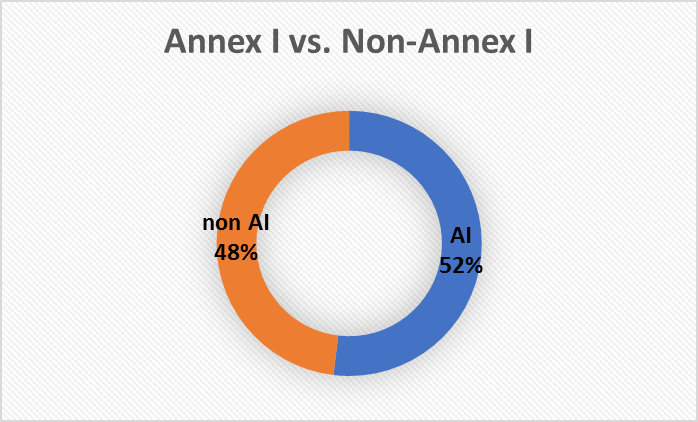 Annex I vs. Non-Annex I
non AI
48%
AI
52%